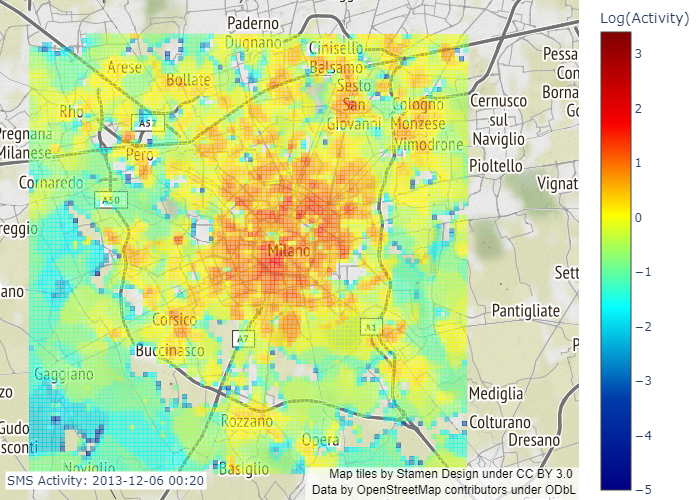 Log(Activity)
Paderno
Dugnano
Cinisello
Balsamo
Arese
Bollate
Sesto
San
Giovanni
Cologno
Monzese
Vimodrone
Cernusco
sul
Naviglio
Pessa
Con
Borna
Go
Rho
A52
Pregnana
Milanese
Pero
Pioltello
Cornaredo
A50
Vignat
reggio
Milano
Sett
ano
Pantigliate
Corsico
A7
A1
Buccinasco
P
Gaggiano
Mediglia
zo
Rozzano
Colturano
Gudo
sconti
Opera
Dresano
Noviglio
Basiglio
SMS Activity: 2013-12-06 00:20
Map tiles by Stamen Design under CC BY 3.0
Data by OpenStreetMap contributors under ODbL
3
2
1
0
−1
−2
−3
−4
−5